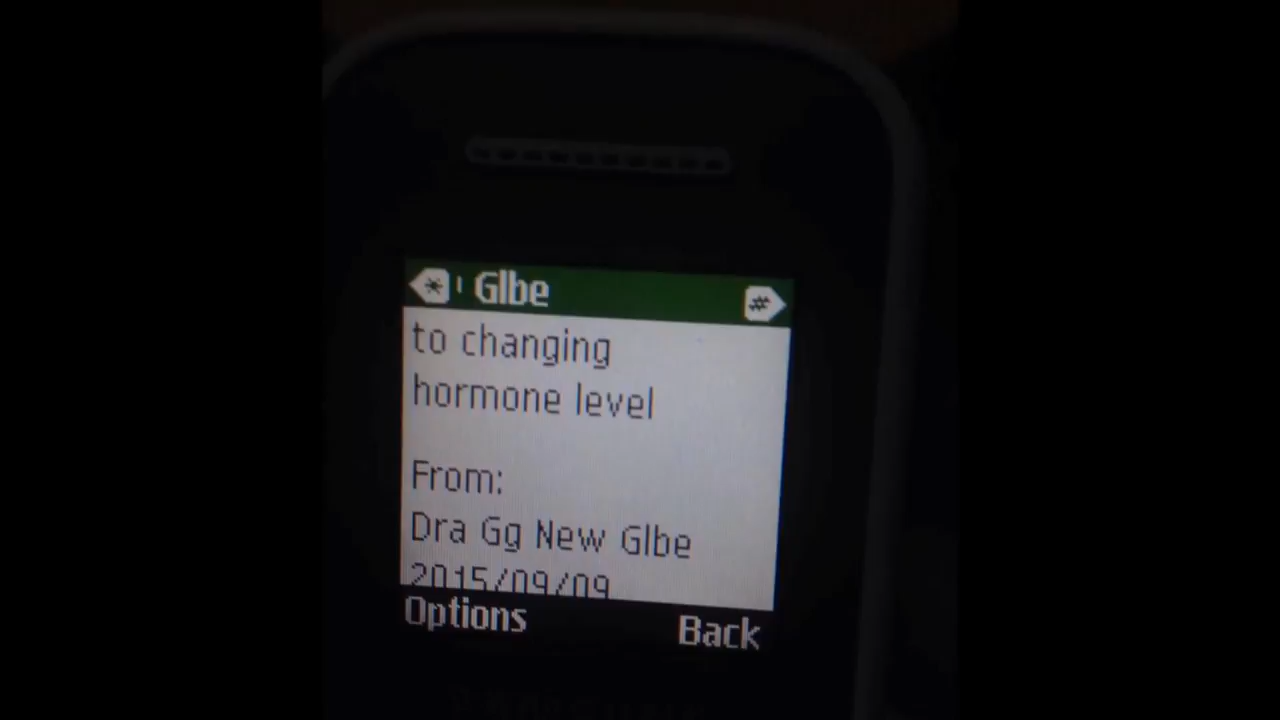 Glbe
to changing
hormone level
From:
Dra Gg New Glbe
2015/09/09
Options
Back